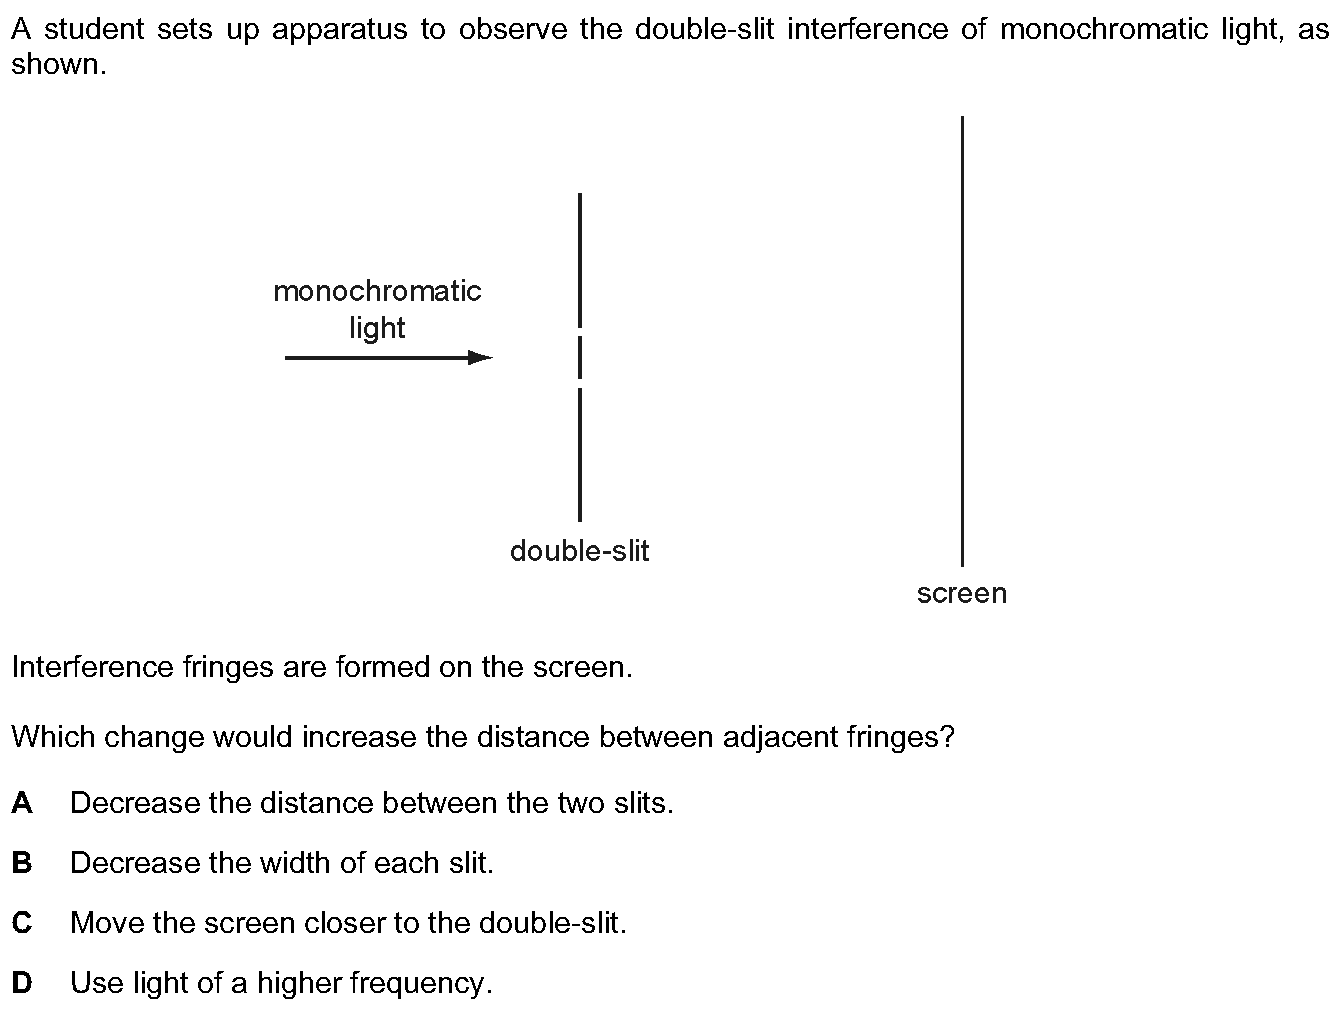 A student sets up apparatus to observe the double-slit interference of monochromatic light, as
shown.
monochromatic
light
double-slit
screen
Interference fringes are formed on the screen.
Which change would increase the distance between adjacent fringes?
A Decrease the distance between the two slits.
B Decrease the width of each slit.
C Move the screen closer to the double-slit.
D Use light of a higher frequency.